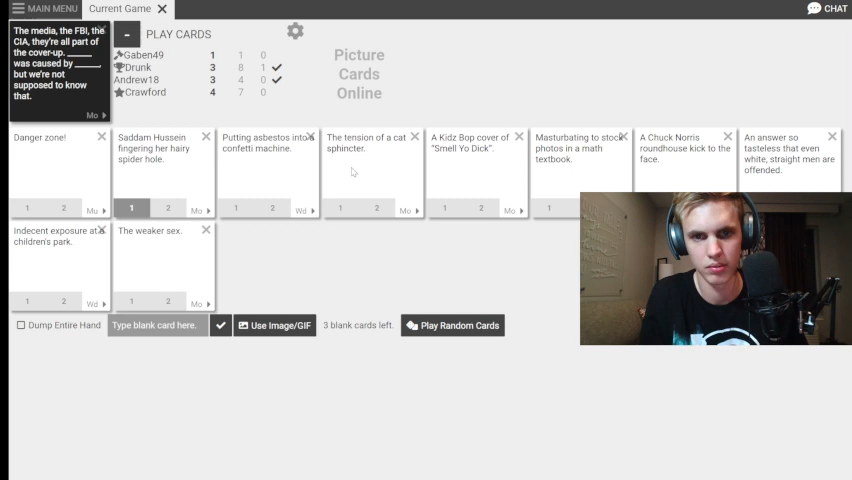 MAIN MENU Current Game CHAT
The media, the FBI, the
CIA, they're all part of
the cover-up. _____
was caused by _____,
but we're not
supposed to know
that.
Mo
- PLAY CARDS
Gaben49 1 1 0
Drunk 3 8 1
Andrew18 3 4 0
Crawford 4 7 0
Picture
Cards
Online
Danger zone!
1 2 Mu
Saddam Hussein
fingering her hairy
spider hole.
1 2 Mo
Putting asbestos into a
confetti machine.
1 2 Wd
The tension of a cat
sphincter.
1 2 Mo
A Kidz Bop cover of
"Smell Yo Dick".
1 2 Mo
Masturbating to stock
photos in a math
textbook.
1
A Chuck Norris
roundhouse kick to the
face.
An answer so
tasteless that even
white, straight men are
offended.
Indecent exposure at a
children's park.
1 2 Wd
The weaker sex.
1 2 Mo
Dump Entire Hand Type blank card here. Use Image/GIF 3 blank cards left. Play Random Cards